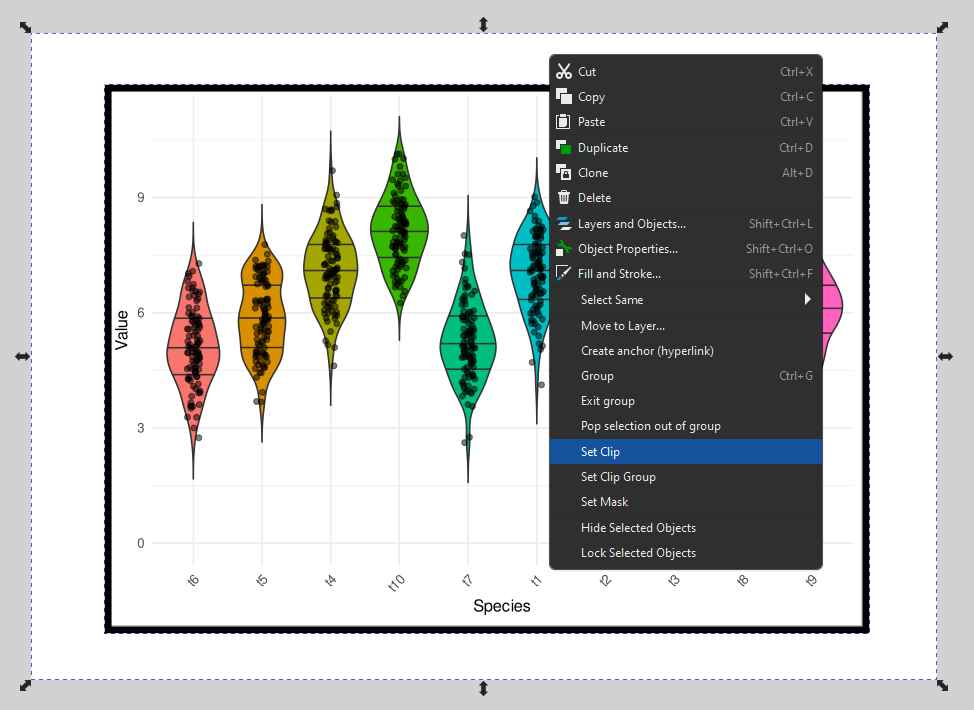 Cut Ctrl+X
Copy Ctrl+C
Paste Ctrl+V
Duplicate Ctrl+D
Clone Alt+D
Delete
Layers and Objects... Shift+Ctrl+L
Object Properties... Shift+Ctrl+O
Fill and Stroke... Shift+Ctrl+F
Select Same
Move to Layer...
Create anchor (hyperlink)
Group Ctrl+G
Exit group
Pop selection out of group
Set Clip
Set Clip Group
Set Mask
Hide Selected Objects
Lock Selected Objects
Value
9
6
3
0
t6 t5 t4 t10 t7 t1 t2 t3 t8 t9
Species